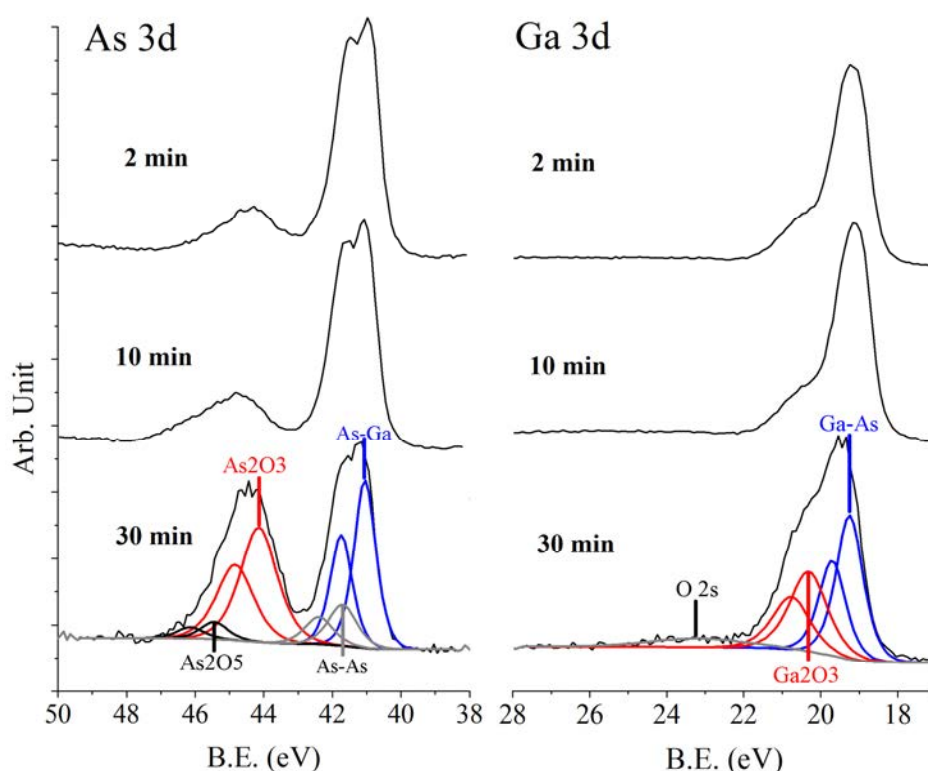 As 3d
Ga 3d
2 min
2 min
10 min
10 min
Arb. Unit
As-Ga
Ga-As
As2O3
30 min
30 min
O 2s
As2O5
As-As
Ga2O3
50 48 46 44 42 40 38
28 26 24 22 20 18
B.E. (eV)
B.E. (eV)